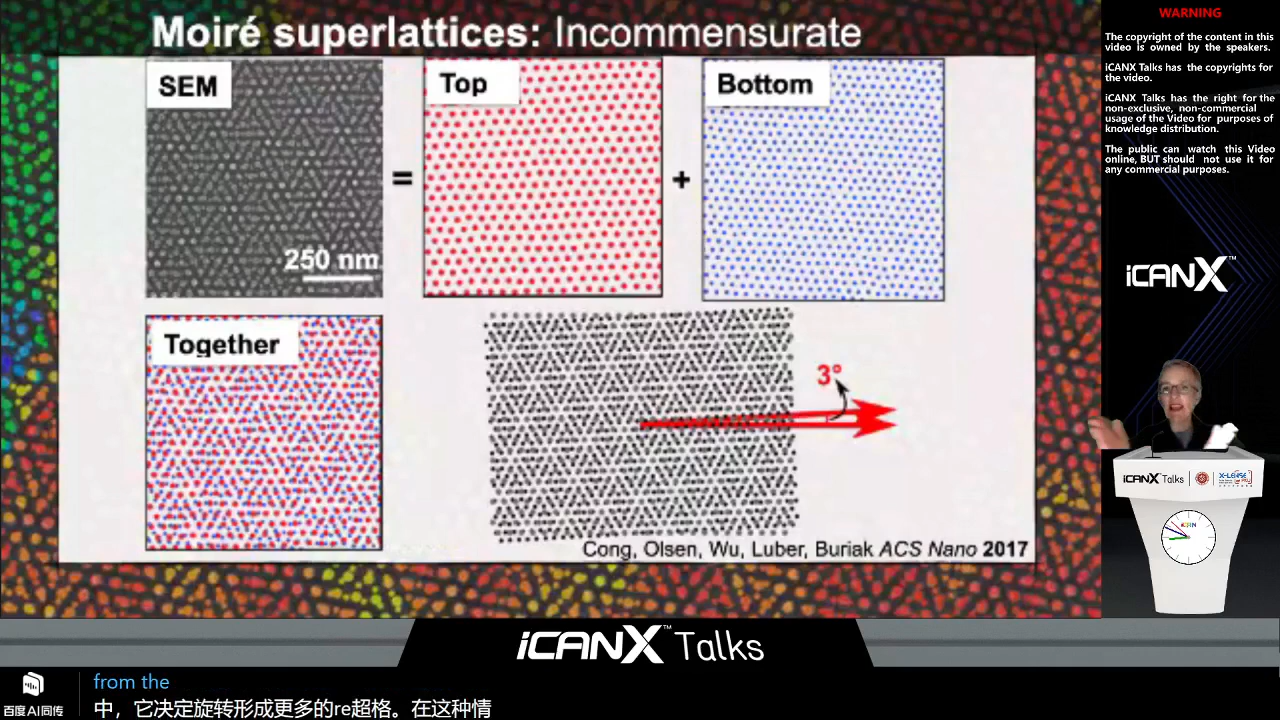 Moiré superlattices: Incommensurate
SEM
250 nm
=
Top
+
Bottom
Together
3°
Cong, Olsen, Wu, Luber, Buriak ACS Nano 2017
WARNING
The copyright of the content in this
video is owned by the speakers.
iCANX Talks has the copyrights for
the video.
iCANX Talks has the right for the
non-exclusive, non-commercial
usage of the Video for purposes of
knowledge distribution.
The public can watch this Video
online, BUT should not use it for
any commercial purposes.
iCANX™
iCANX Talks
iCANX™ Talks
百度AI同传
from the
中，它决定旋转形成更多的re超格。在这种情